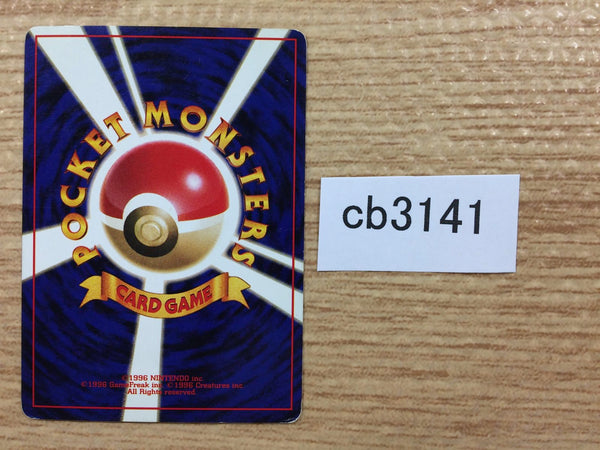 POCKET MONSTERS
CARD GAME
©1996 NINTENDO inc.
©1996 GameFreak inc. ©1996 Creatures inc.
All Rights reserved.
cb3141